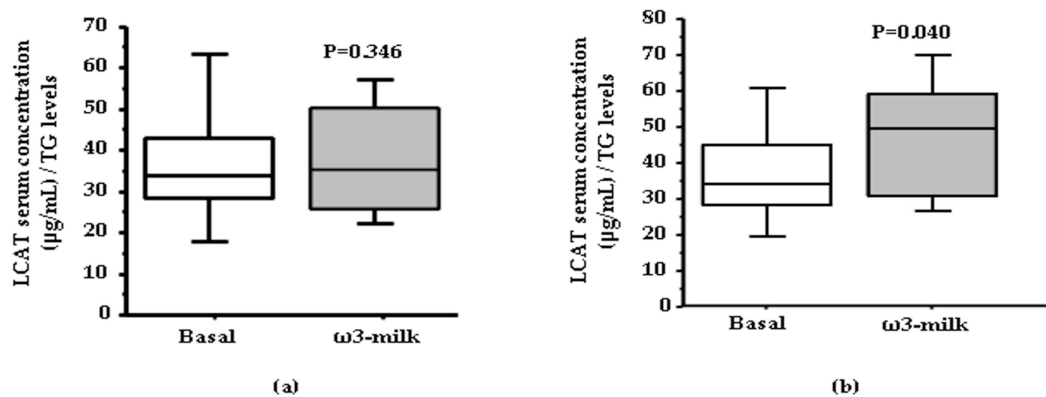 LCAT serum concentration
(μg/mL) / TG levels
70
60
50
40
30
20
10
0
P=0.346
Basal
ω3-milk
(a)
LCAT serum concentration
(μg/mL) / TG levels
80
70
60
50
40
30
20
10
0
P=0.040
Basal
ω3-milk
(b)